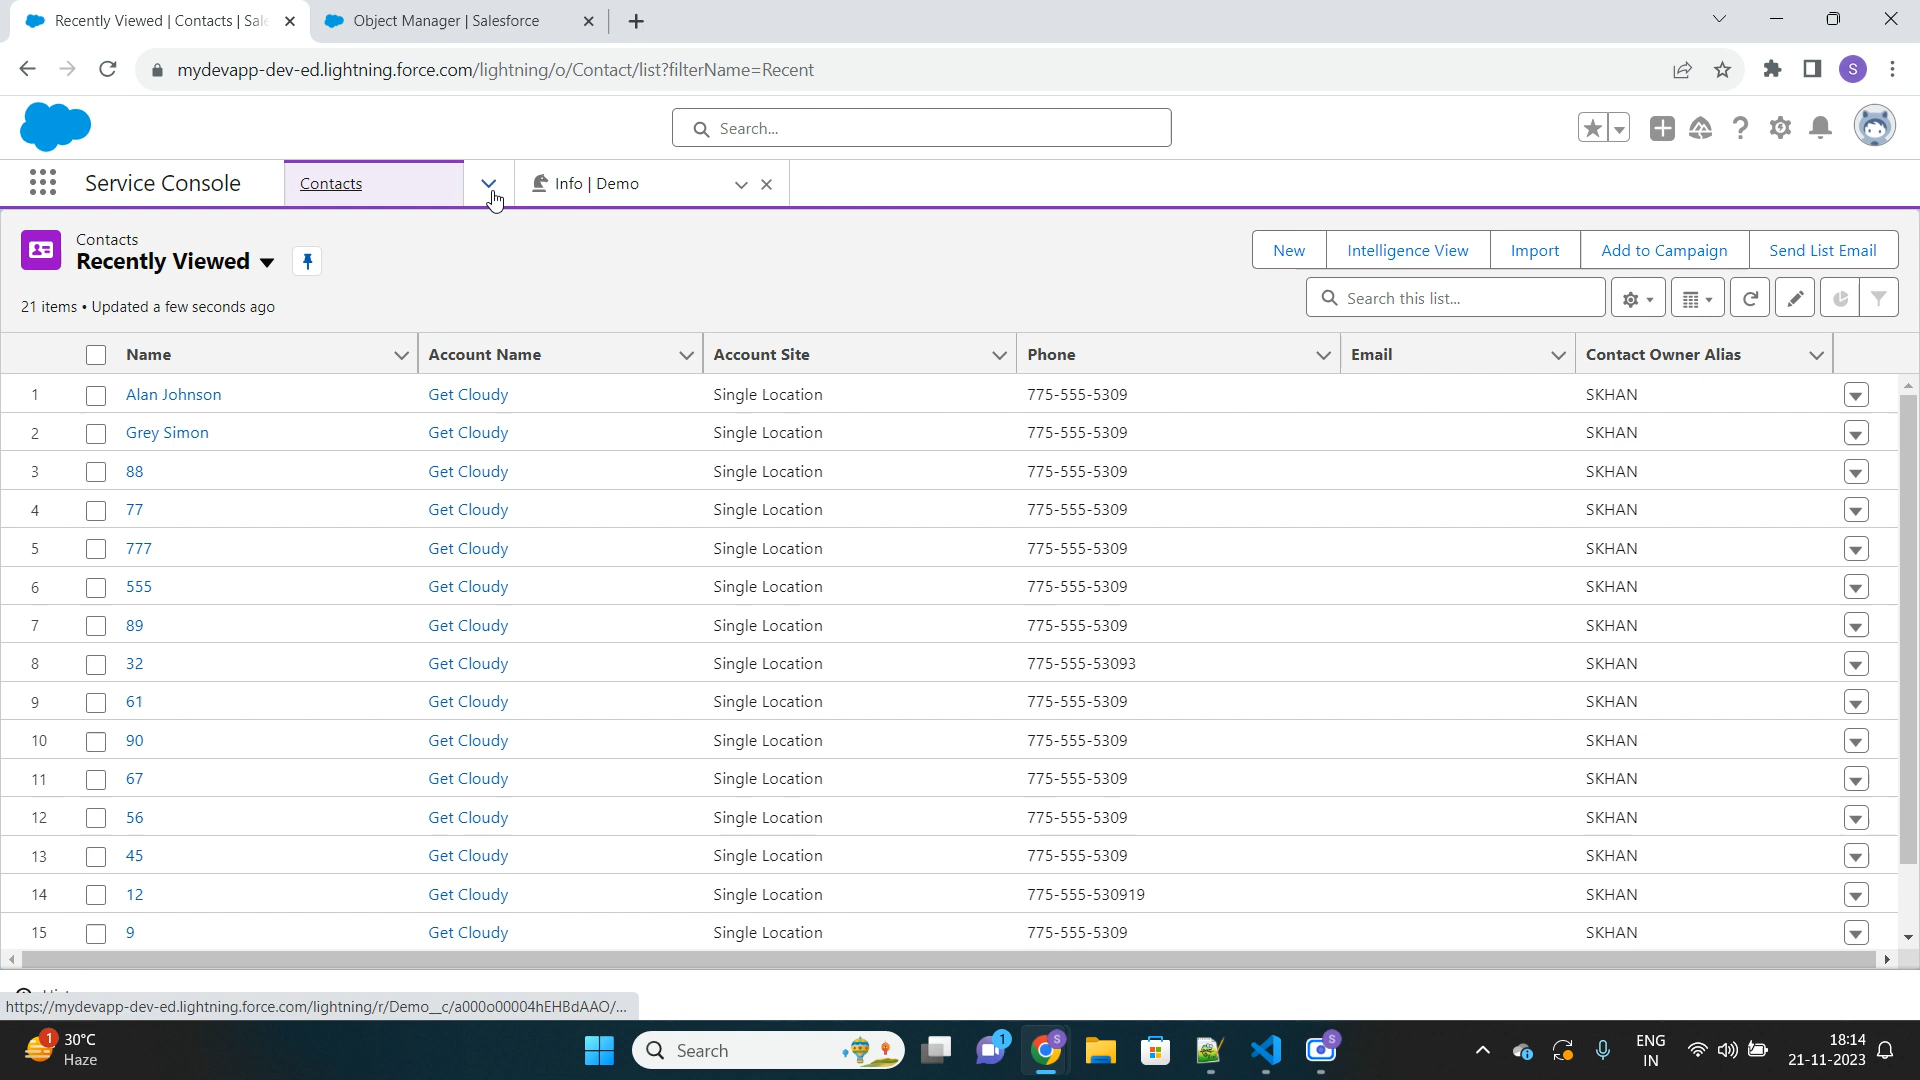 Recently Viewed | Contacts | Sale
Object Manager | Salesforce
mydevapp-dev-ed.lightning.force.com/lightning/o/Contact/list?filterName=Recent
S
Search...
Service Console
Contacts
Info | Demo
Contacts
Recently Viewed
New
Intelligence View
Import
Add to Campaign
Send List Email
21 items • Updated a few seconds ago
Search this list...
Name Account Name Account Site Phone Email Contact Owner Alias
1 Alan Johnson Get Cloudy Single Location 775-555-5309 SKHAN
2 Grey Simon Get Cloudy Single Location 775-555-5309 SKHAN
3 88 Get Cloudy Single Location 775-555-5309 SKHAN
4 77 Get Cloudy Single Location 775-555-5309 SKHAN
5 777 Get Cloudy Single Location 775-555-5309 SKHAN
6 555 Get Cloudy Single Location 775-555-5309 SKHAN
7 89 Get Cloudy Single Location 775-555-5309 SKHAN
8 32 Get Cloudy Single Location 775-555-53093 SKHAN
9 61 Get Cloudy Single Location 775-555-5309 SKHAN
10 90 Get Cloudy Single Location 775-555-5309 SKHAN
11 67 Get Cloudy Single Location 775-555-5309 SKHAN
12 56 Get Cloudy Single Location 775-555-5309 SKHAN
13 45 Get Cloudy Single Location 775-555-5309 SKHAN
14 12 Get Cloudy Single Location 775-555-530919 SKHAN
15 9 Get Cloudy Single Location 775-555-5309 SKHAN
https://mydevapp-dev-ed.lightning.force.com/lightning/r/Demo__c/a000o00004hEHBdAAO/...
1
30°C
Haze
Search
1
S
S
ENG
IN
18:14
21-11-2023